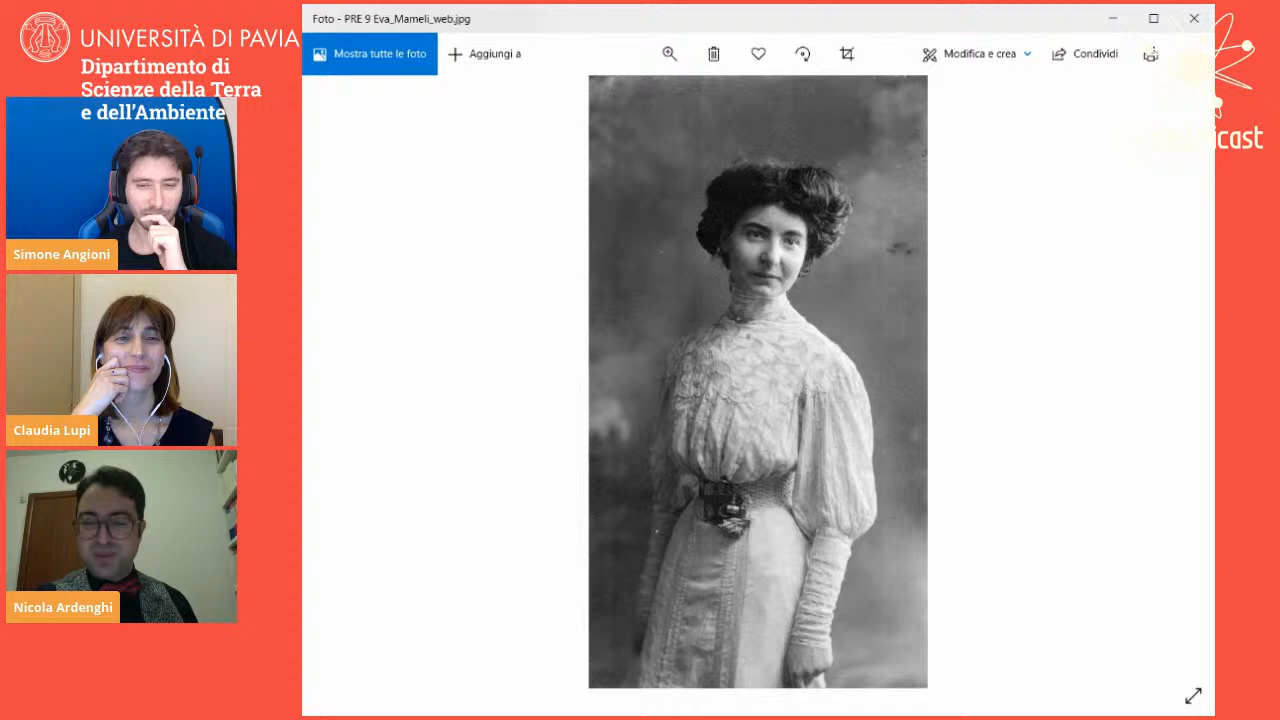 UNIVERSITÀ DI PAVIA
Dipartimento di
Scienze della Terra
e dell'Ambiente
Simone Angioni
Claudia Lupi
Nicola Ardenghi
Foto - PRE 9 Eva_Mameli_web.jpg
Mostra tutte le foto
Aggiungi a
Modifica e crea
Condividi